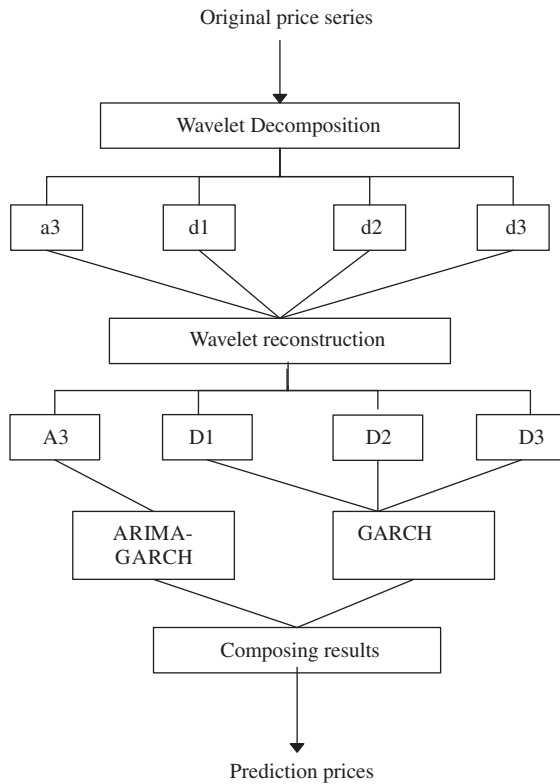 Original price series
Wavelet Decomposition
a3 d1 d2 d3
Wavelet reconstruction
A3 D1 D2 D3
ARIMA-
GARCH
GARCH
Composing results
Prediction prices